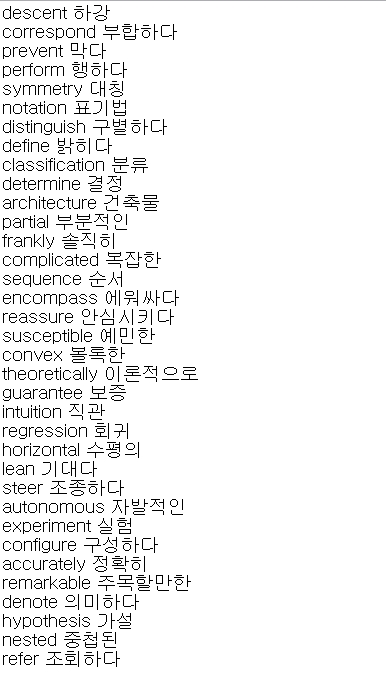 descent 하강
correspond 부합하다
prevent 막다
perform 행하다
symmetry 대칭
notation 표기법
distinguish 구별하다
define 밝히다
classification 분류
determine 결정
architecture 건축물
partial 부분적인
frankly 솔직히
complicated 복잡한
sequence 순서
encompass 에워싸다
reassure 안심시키다
susceptible 예민한
convex 볼록한
theoretically 이론적으로
guarantee 보증
intuition 직관
regression 회귀
horizontal 수평의
lean 기대다
steer 조종하다
autonomous 자발적인
experiment 실험
configure 구성하다
accurately 정확히
remarkable 주목할만한
denote 의미하다
hypothesis 가설
nested 중첩된
refer 조회하다